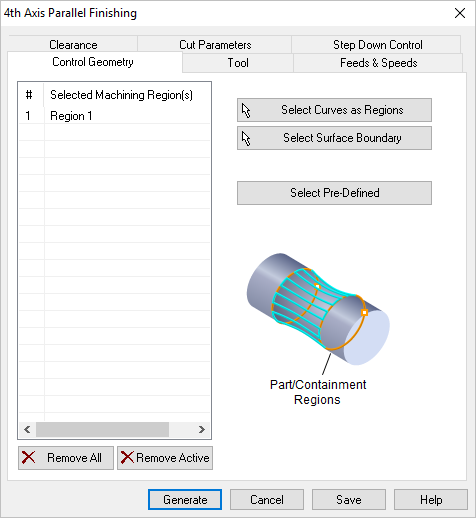 4th Axis Parallel Finishing
Clearance
Cut Parameters
Step Down Control
Control Geometry
Tool
Feeds & Speeds
# Selected Machining Region(s)
1 Region 1
Select Curves as Regions
Select Surface Boundary
Select Pre-Defined
Part/Containment
Regions
Remove All
Remove Active
Generate
Cancel
Save
Help